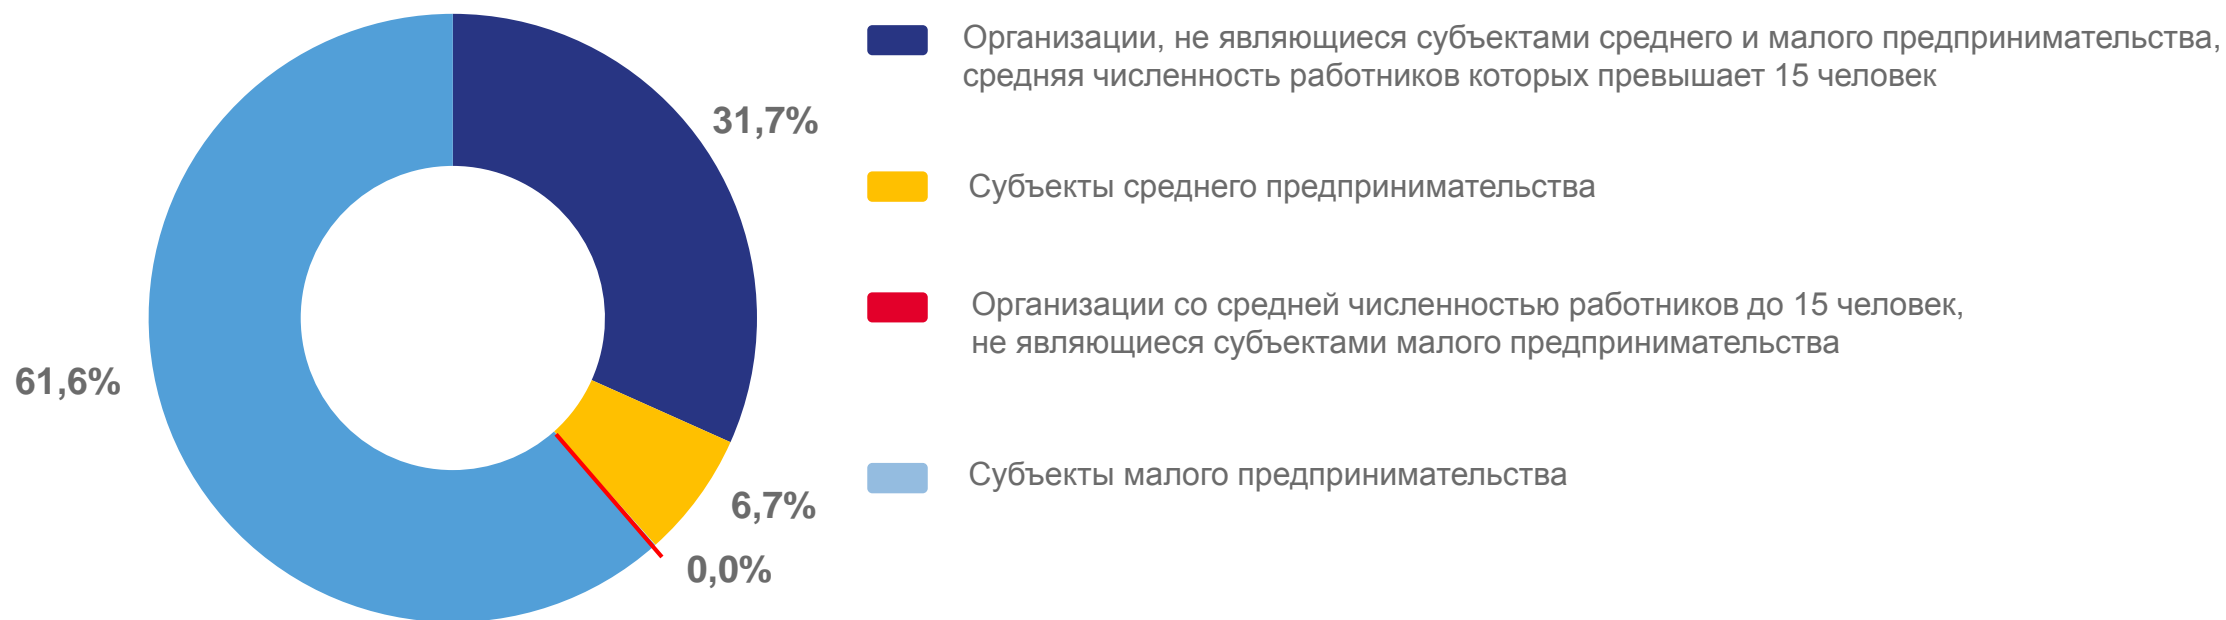 Организации, не являющиеся субъектами среднего и малого предпринимательства,
средняя численность работников которых превышает 15 человек
31,7%
Субъекты среднего предпринимательства
Организации со средней численностью работников до 15 человек,
не являющиеся субъектами малого предпринимательства
61,6%
Субъекты малого предпринимательства
6,7%
0,0%